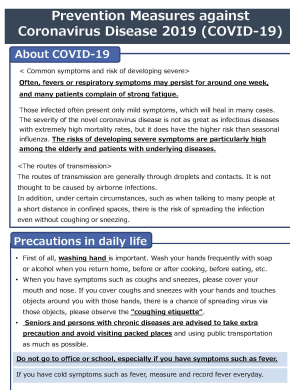 Prevention Measures against
Coronavirus Disease 2019 (COVID-19)
About COVID-19
< Common symptoms and risk of developing severe>
Often, fevers or respiratory symptoms may persist for around one week,
and many patients complain of strong fatigue.
Those infected often present only mild symptoms, which will heal in many cases.
The severity of the novel coronavirus disease is not as great as infectious diseases
with extremely high mortality rates, but it does have the higher risk than seasonal
influenza. The risks of developing severe symptoms are particularly high
among the elderly and patients with underlying diseases.
<The routes of transmission>
The routes of transmission are generally through droplets and contacts. It is not
thought to be caused by airborne infections.
In addition, under certain circumstances, such as when talking to many people at
a short distance in confined spaces, there is the risk of spreading the infection
even without coughing or sneezing.
Precautions in daily life
• First of all, washing hand is important. Wash your hands frequently with soap
or alcohol when you return home, before or after cooking, before eating, etc.
• When you have symptoms such as coughs and sneezes, please cover your
mouth and nose. If you cover coughs and sneezes with your hands and touches
objects around you with those hands, there is a chance of spreading virus via
those objects, please observe the "coughing etiquette".
• Seniors and persons with chronic diseases are advised to take extra
precaution and avoid visiting packed places and using public transportation
as much as possible.
Do not go to office or school, especially if you have symptoms such as fever.
If you have cold symptoms such as fever, measure and record fever everyday.